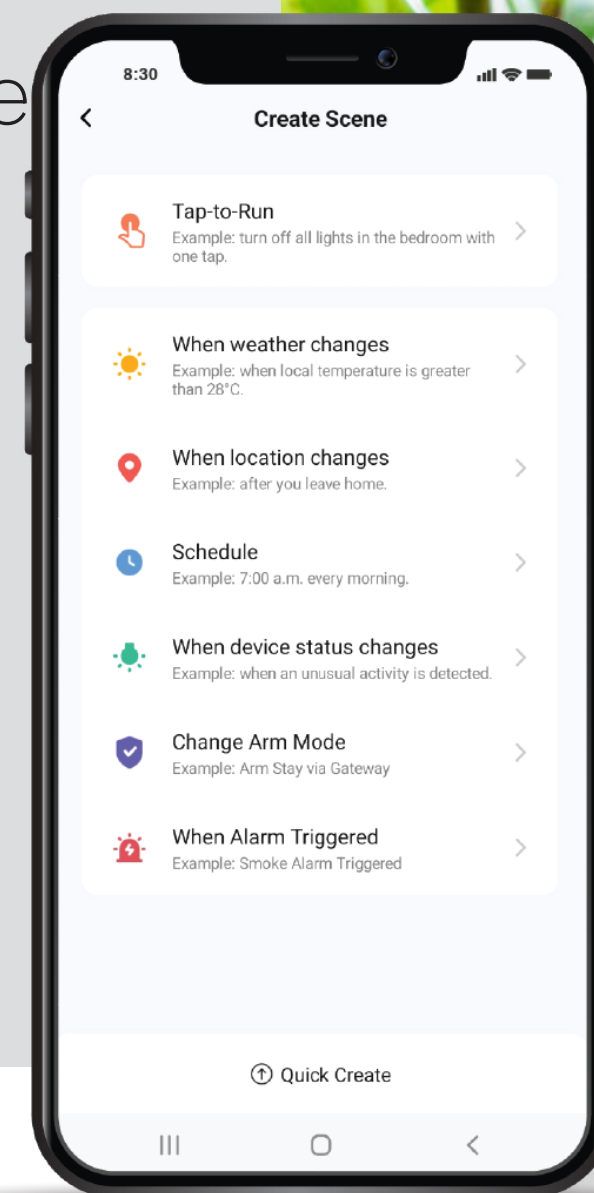 e
8:30
Create Scene
Tap-to-Run
Example: turn off all lights in the bedroom with
one tap.
When weather changes
Example: when local temperature is greater
than 28°C.
When location changes
Example: after you leave home.
Schedule
Example: 7:00 a.m. every morning.
When device status changes
Example: when an unusual activity is detected.
Change Arm Mode
Example: Arm Stay via Gateway
When Alarm Triggered
Example: Smoke Alarm Triggered
Quick Create